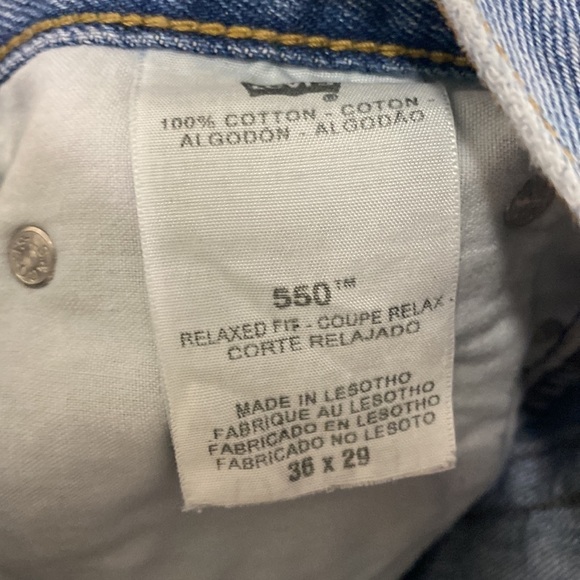 ®
100% COTTON - COTON -
ALGODÓN - ALGODÃO
550™
RELAXED FIT - COUPE RELAX -
CORTE RELAJADO
MADE IN LESOTHO
FABRIQUE AU LESOTHO
FABRICADO EN LESOTHO
FABRICADO NO LESOTO
36 x 29